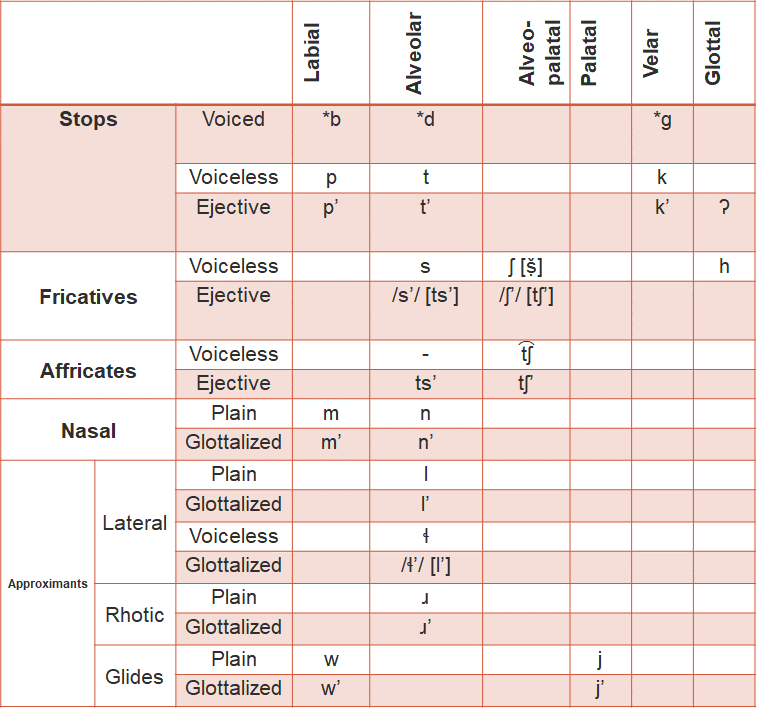 Labial Alveolar Alveo-palatal Palatal Velar Glottal
Stops Voiced *b *d *g
Voiceless p t k
Ejective p’ t’ k’ ʔ
Voiceless s ʃ [ṣ̌] h
Fricatives Ejective /s’/ [ts’] /ʃ’/ [tʃ’]
Affricates Voiceless - t͡ʃ
Ejective ts’ tʃ’
Nasal Plain m n
Glottalized m’ n’
Approximants Lateral Plain l
Glottalized l’
Voiceless ɬ
Glottalized /ɬ’/ [l’]
Rhotic Plain ɹ
Glottalized ɹ’
Glides Plain w j
Glottalized w’ j’